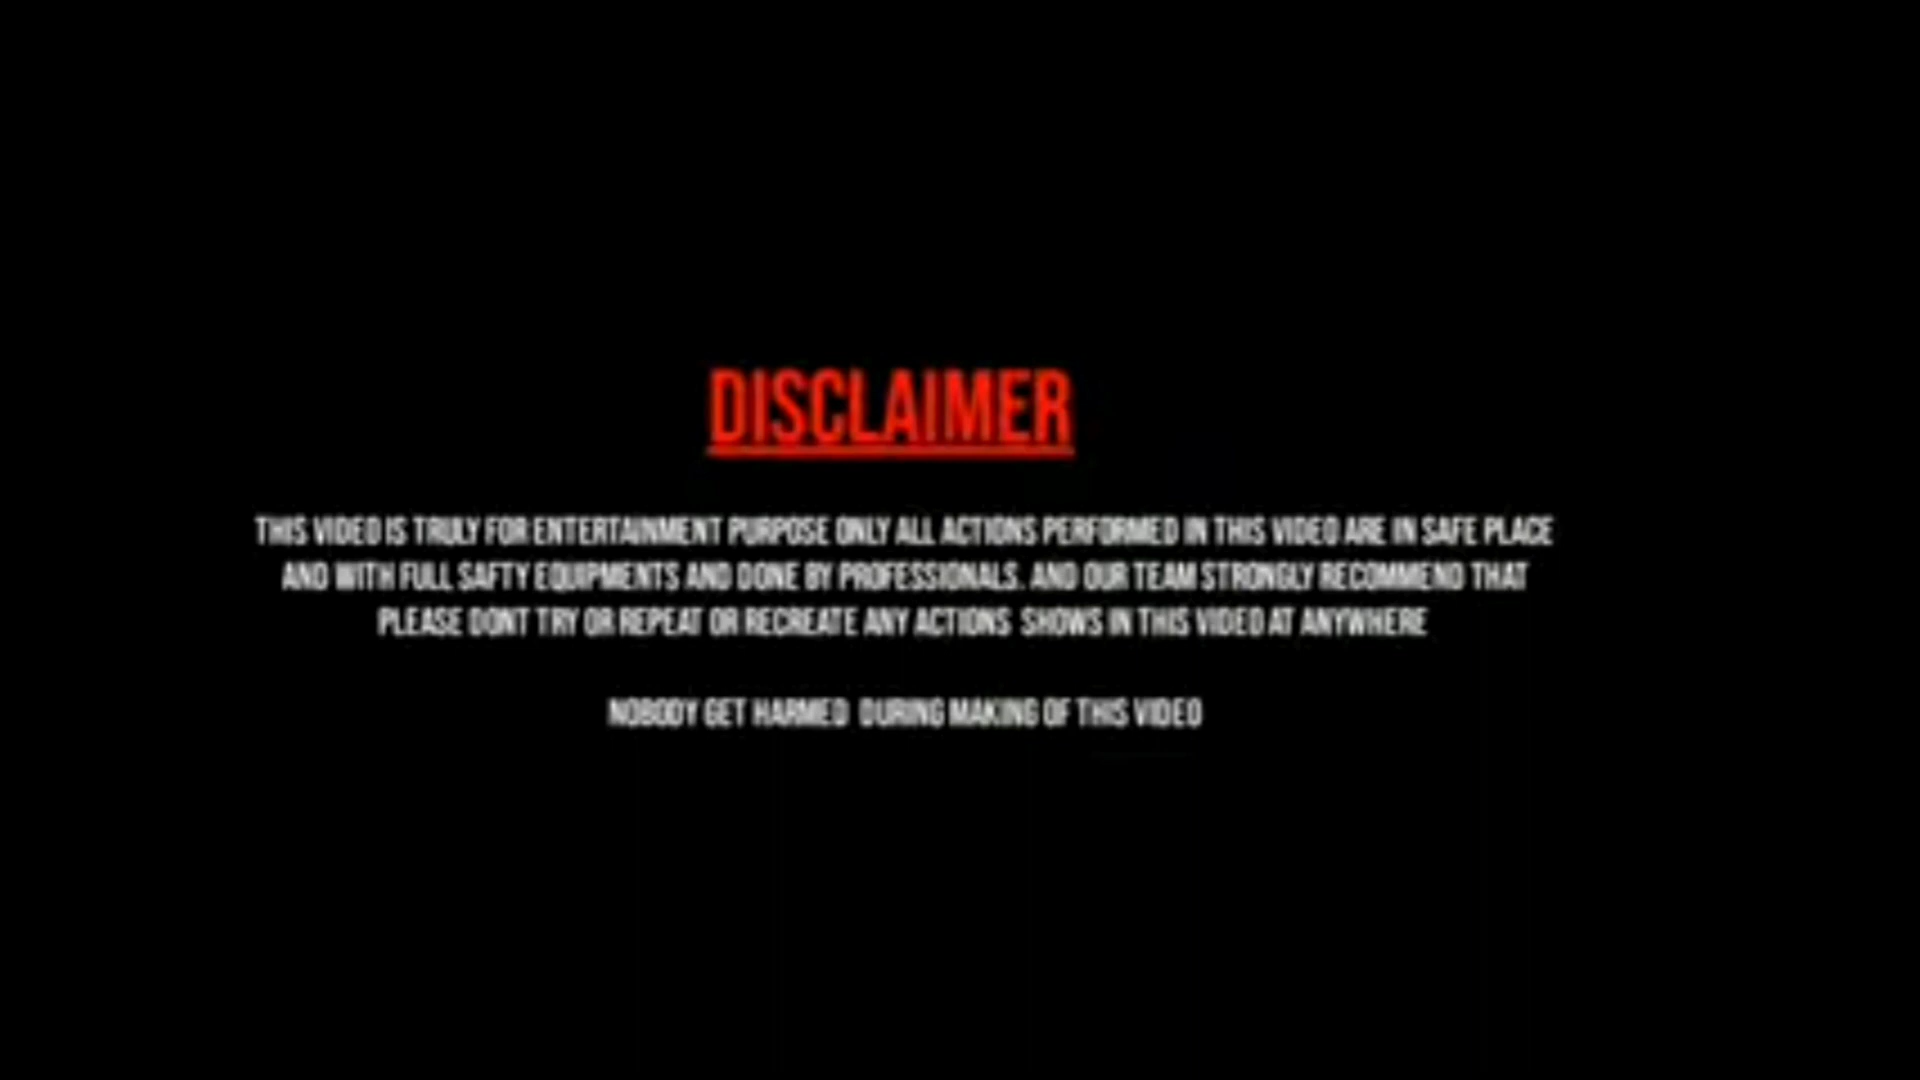 DISCLAIMER
THIS VIDEO IS TRULY FOR ENTERTAINMENT PURPOSE ONLY ALL ACTIONS PERFORMED IN THIS VIDEO ARE IN SAFE PLACE
AND WITH FULL SAFTY EQUIPMENTS AND DONE BY PROFESSIONALS. AND OUR TEAM STRONGLY RECOMMEND THAT
PLEASE DONT TRY OR REPEAT OR RECREATE ANY ACTIONS SHOWS IN THIS VIDEO AT ANYWHERE
NOBODY GET HARMED DURING MAKING OF THIS VIDEO